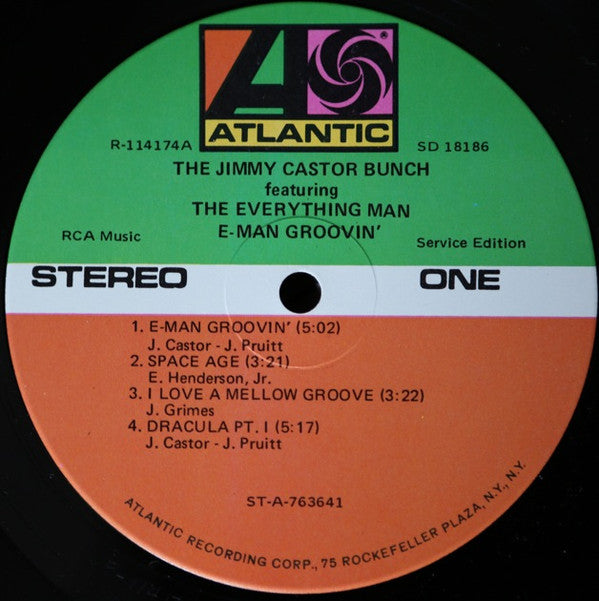 ATLANTIC
®
R-114174A
SD 18186
THE JIMMY CASTOR BUNCH
featuring
THE EVERYTHING MAN
E-MAN GROOVIN'
RCA Music
Service Edition
STEREO
ONE
1. E-MAN GROOVIN' (5:02)
J. Castor - J. Pruitt
2. SPACE AGE (3:21)
E. Henderson, Jr.
3. I LOVE A MELLOW GROOVE (3:22)
J. Grimes
4. DRACULA PT. I (5:17)
J. Castor - J. Pruitt
ST-A-763641
ATLANTIC RECORDING CORP., 75 ROCKEFELLER PLAZA, N.Y., N.Y.